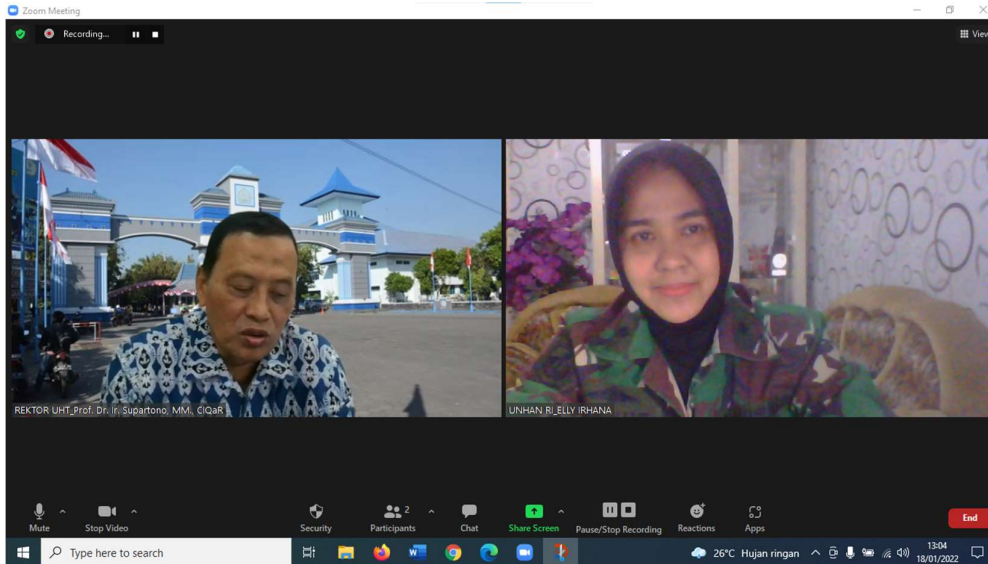 Zoom Meeting
Recording...
View
REKTOR UHT_Prof. Dr. Ir. Supartono, MM., CIQaR
UNHAN RI_ELLY IRHANA
Mute
Stop Video
Security
Participants
2
Chat
Share Screen
Pause/Stop Recording
Reactions
Apps
End
Type here to search
26°C Hujan ringan
13:04
18/01/2022